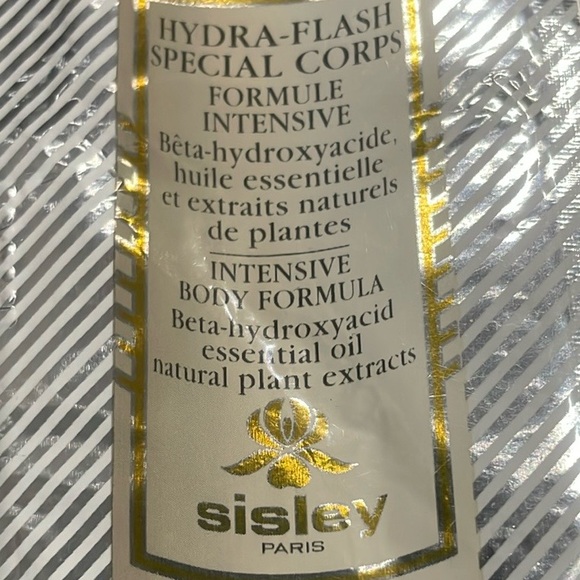 HYDRA-FLASH
SPECIAL CORPS
FORMULE
INTENSIVE
Bêta-hydroxyacide,
huile essentielle
et extraits naturels
de plantes
INTENSIVE
BODY FORMULA
Beta-hydroxyacid
essential oil
natural plant extracts
sisley
PARIS